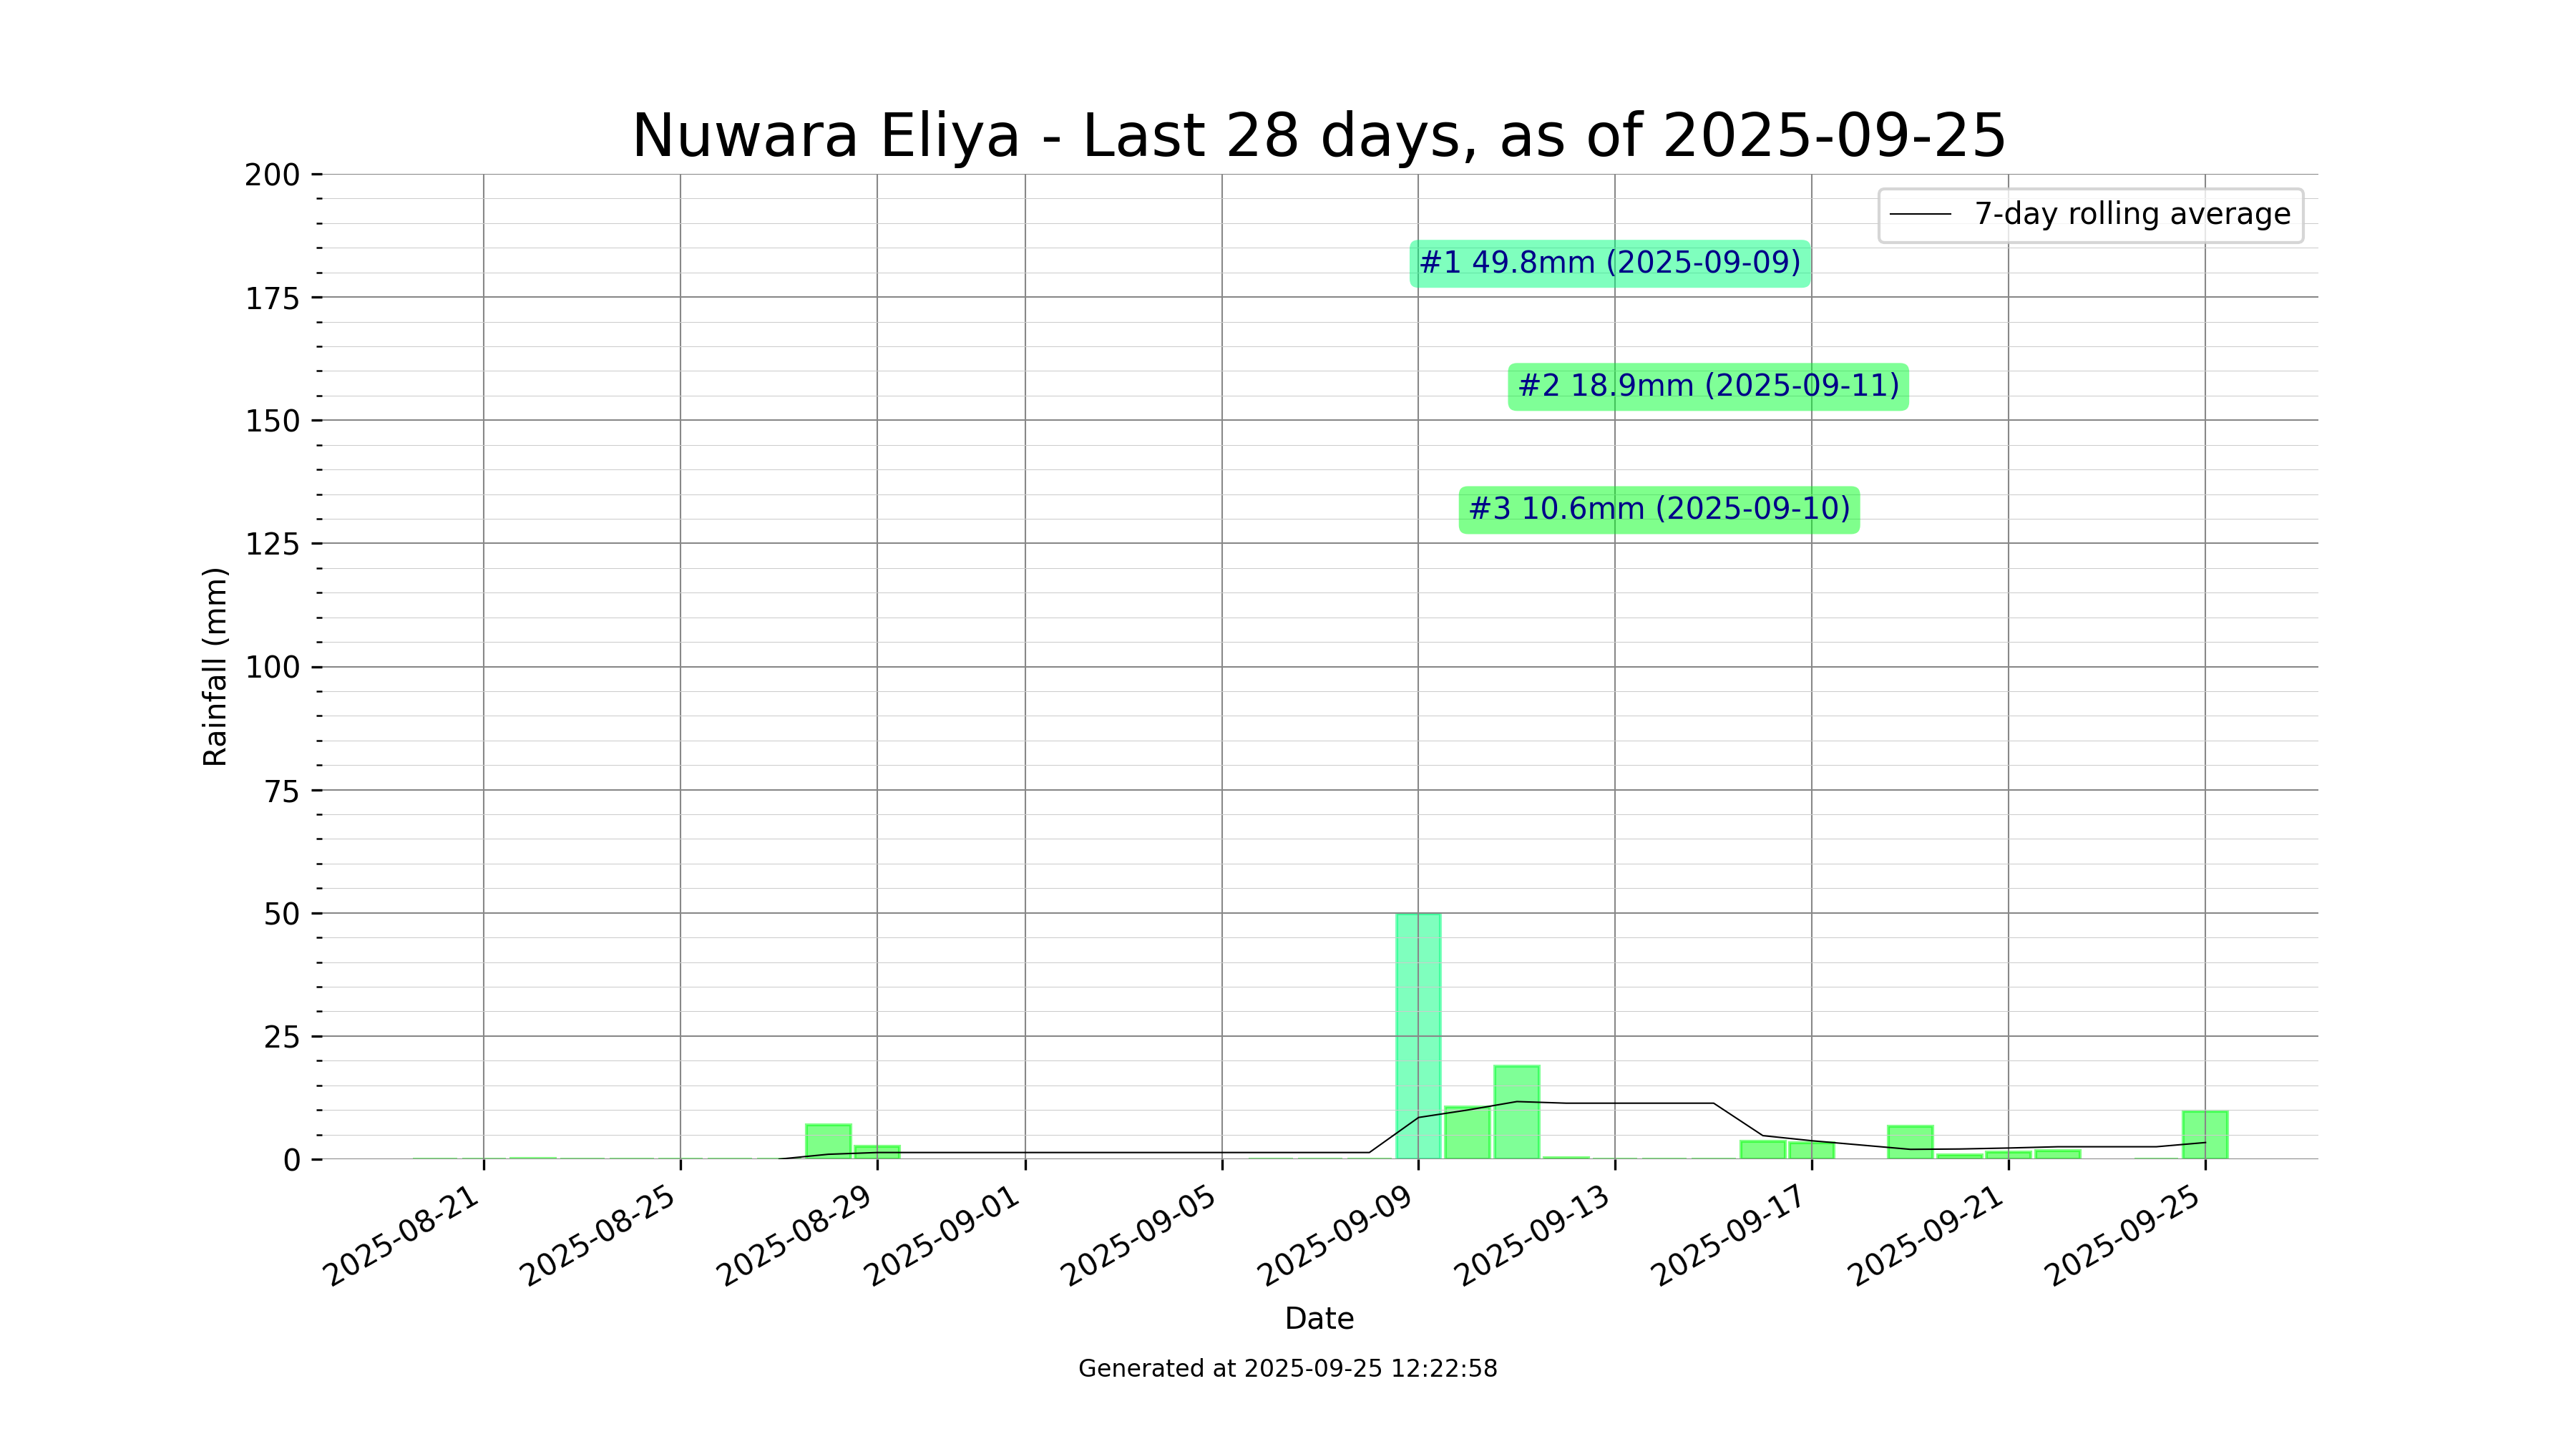 Nuwara Eliya - Last 28 days, as of 2025-09-25
7-day rolling average
#1 49.8mm (2025-09-09)
#2 18.9mm (2025-09-11)
#3 10.6mm (2025-09-10)
Rainfall (mm)
200
175
150
125
100
75
50
25
0
2025-08-21
2025-08-25
2025-08-29
2025-09-01
2025-09-05
2025-09-09
2025-09-13
2025-09-17
2025-09-21
2025-09-25
Date
Generated at 2025-09-25 12:22:58